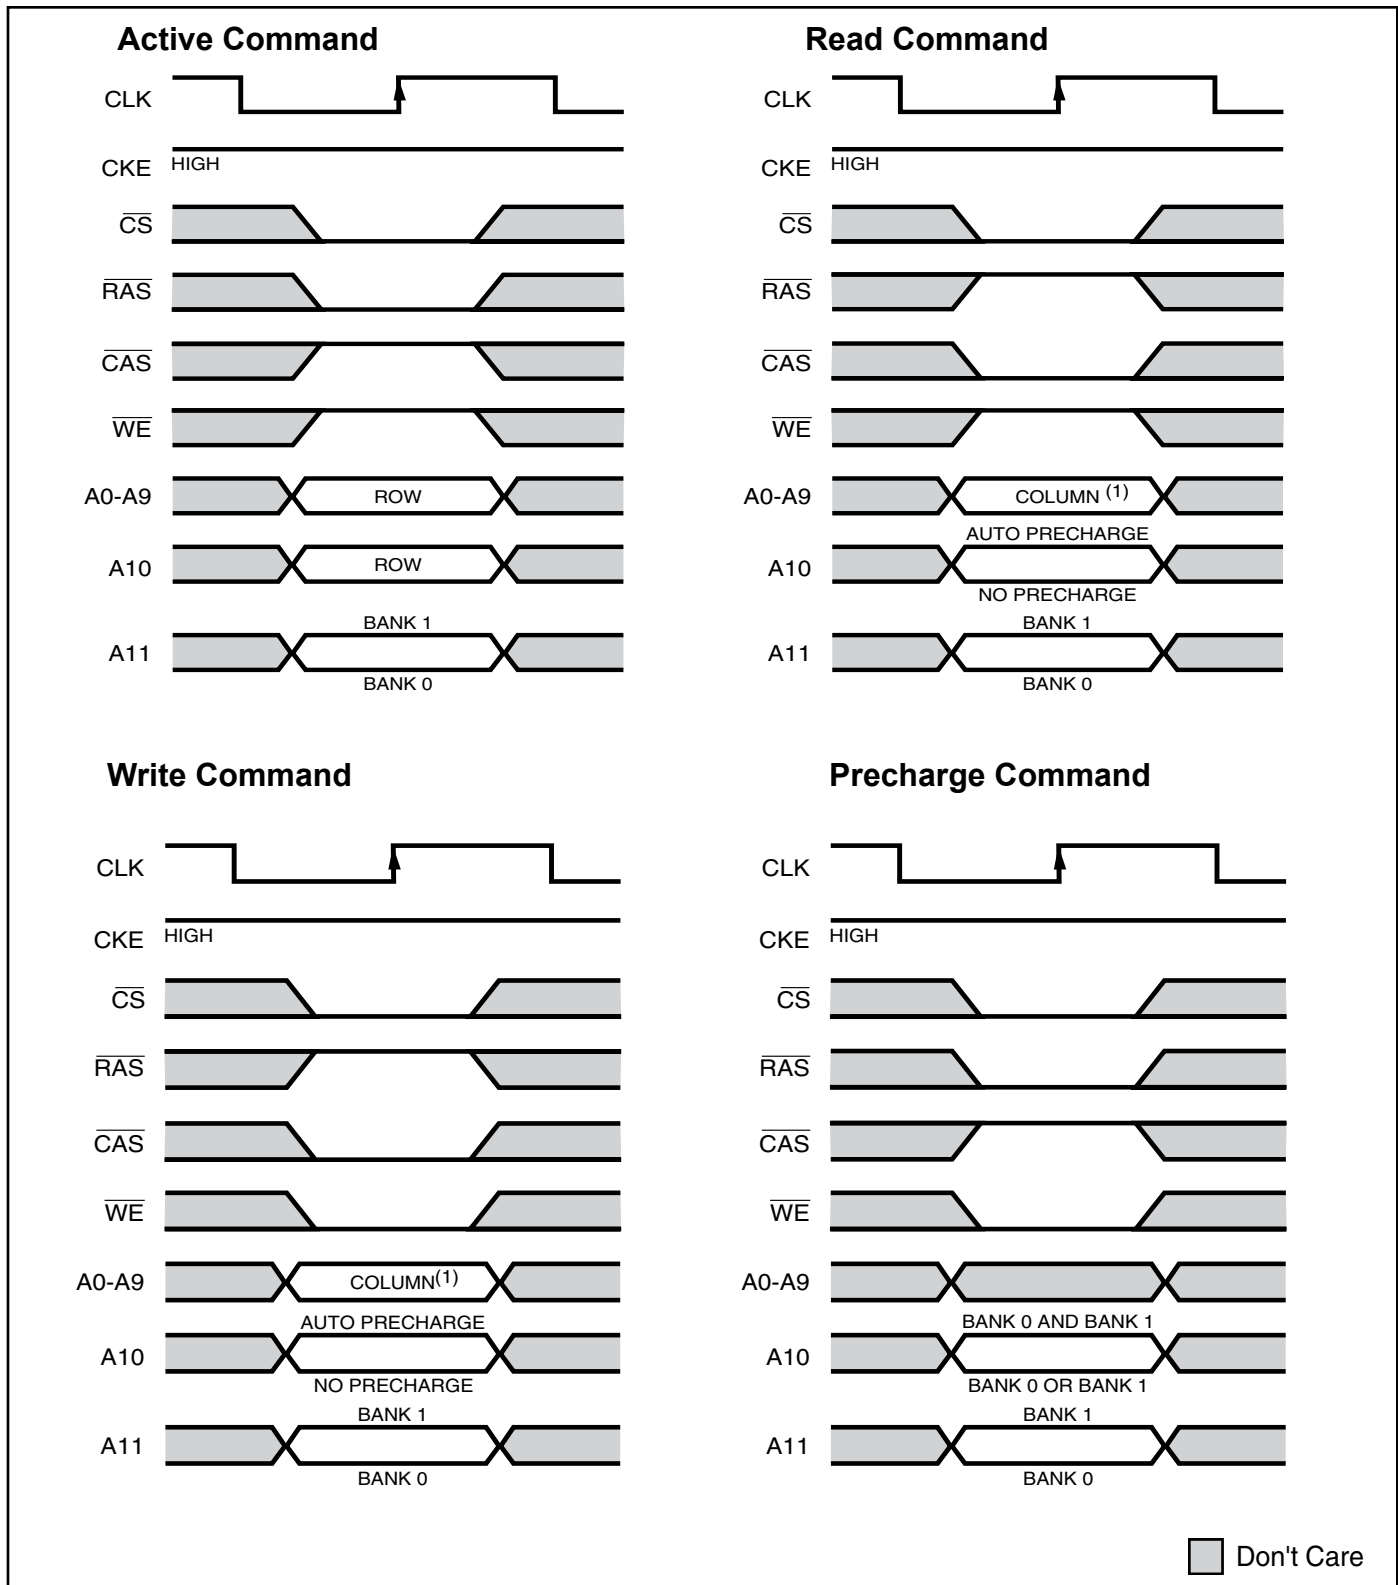 Active Command
CLK
CKE HIGH
CS
RAS
CAS
WE
A0-A9 ROW
A10 ROW
BANK 1
A11
BANK 0
Read Command
CLK
CKE HIGH
CS
RAS
CAS
WE
A0-A9 COLUMN (1)
AUTO PRECHARGE
A10
NO PRECHARGE
BANK 1
A11
BANK 0
Write Command
CLK
CKE HIGH
CS
RAS
CAS
WE
A0-A9 COLUMN(1)
AUTO PRECHARGE
A10
NO PRECHARGE
BANK 1
A11
BANK 0
Precharge Command
CLK
CKE HIGH
CS
RAS
CAS
WE
A0-A9
BANK 0 AND BANK 1
A10
BANK 0 OR BANK 1
BANK 1
A11
BANK 0
Don't Care